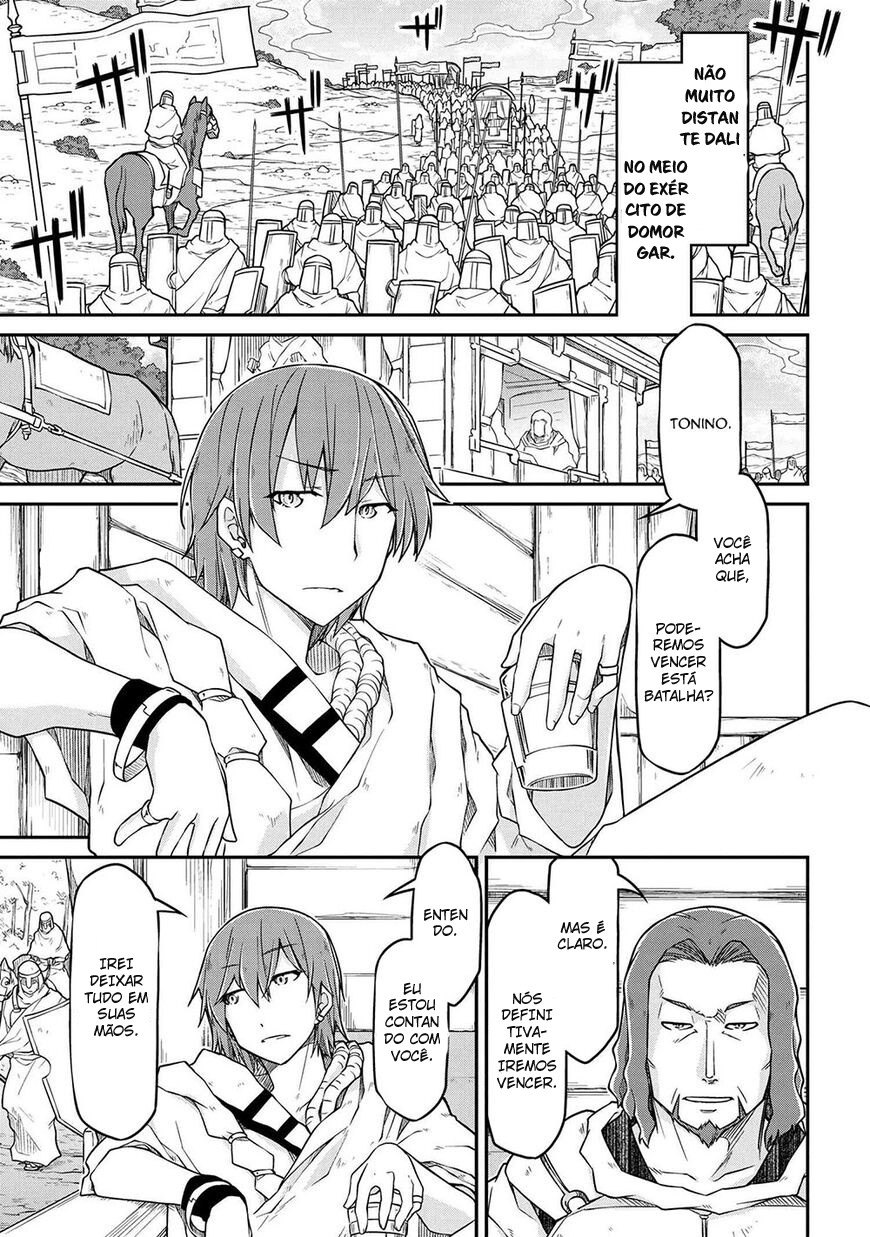 NÃO
MUITO
DISTAN
TE DALI
NO MEIO
DO EXÉR
CITO DE
DOMOR
GAR.
TONINO.
VOCÊ
ACHA
QUE,
PODE-
REMOS
VENCER
ESTÁ
BATALHA?
MAS É
CLARO.
NÓS
DEFINI
TIVA-
MENTE
IREMOS
VENCER.
ENTEN
DO.
EU
ESTOU
CONTAN
DO COM
VOCÊ.
IREI
DEIXAR
TUDO EM
SUAS
MÃOS.